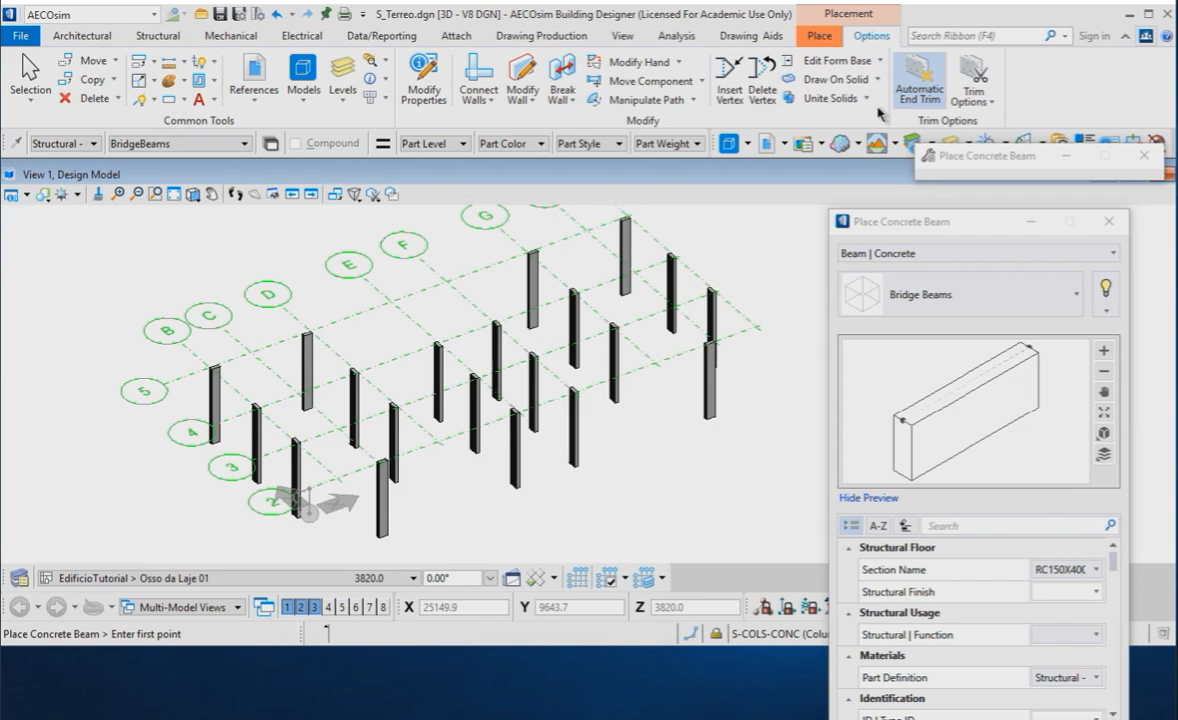 AECOsim
S_Terreo.dgn [3D - V8 DGN] - AECOsim Building Designer (Licensed For Academic Use Only)
Placement
File Architectural Structural Mechanical Electrical Data/Reporting Attach Drawing Production View Analysis Drawing Aids Place Options Search Ribbon (F4) Sign in
Move
Copy
Delete
Selection
References
Models
Levels
Modify Properties
Connect Walls
Modify Wall
Break Wall
Modify Hand
Modify Component
Manipulate Path
Insert Vertex
Delete Vertex
Edit Form Base
Draw On Solid
Unite Solids
Automatic End Trim
Trim Options
Common Tools Modify Trim Options
Structural - BridgeBeams Compound Part Level Part Color Part Style Part Weight
Place Concrete Beam
View 1, Design Model
G
F
E
D
C
B
5
4
3
2
Place Concrete Beam
Beam | Concrete
Bridge Beams
Hide Preview
A-Z Search
Structural Floor
Section Name RC150X40(
Structural Finish
Structural Usage
Structural | Function
Materials
Part Definition Structural -
Identification
EdificioTutorial > Osso da Laje 01 3820.0 0.00°
Multi-Model Views 1 2 3 4 5 6 7 8 X 25149.9 Y 9643.7 Z 3820.0
Place Concrete Beam > Enter first point S-COLS-CONC (Colu